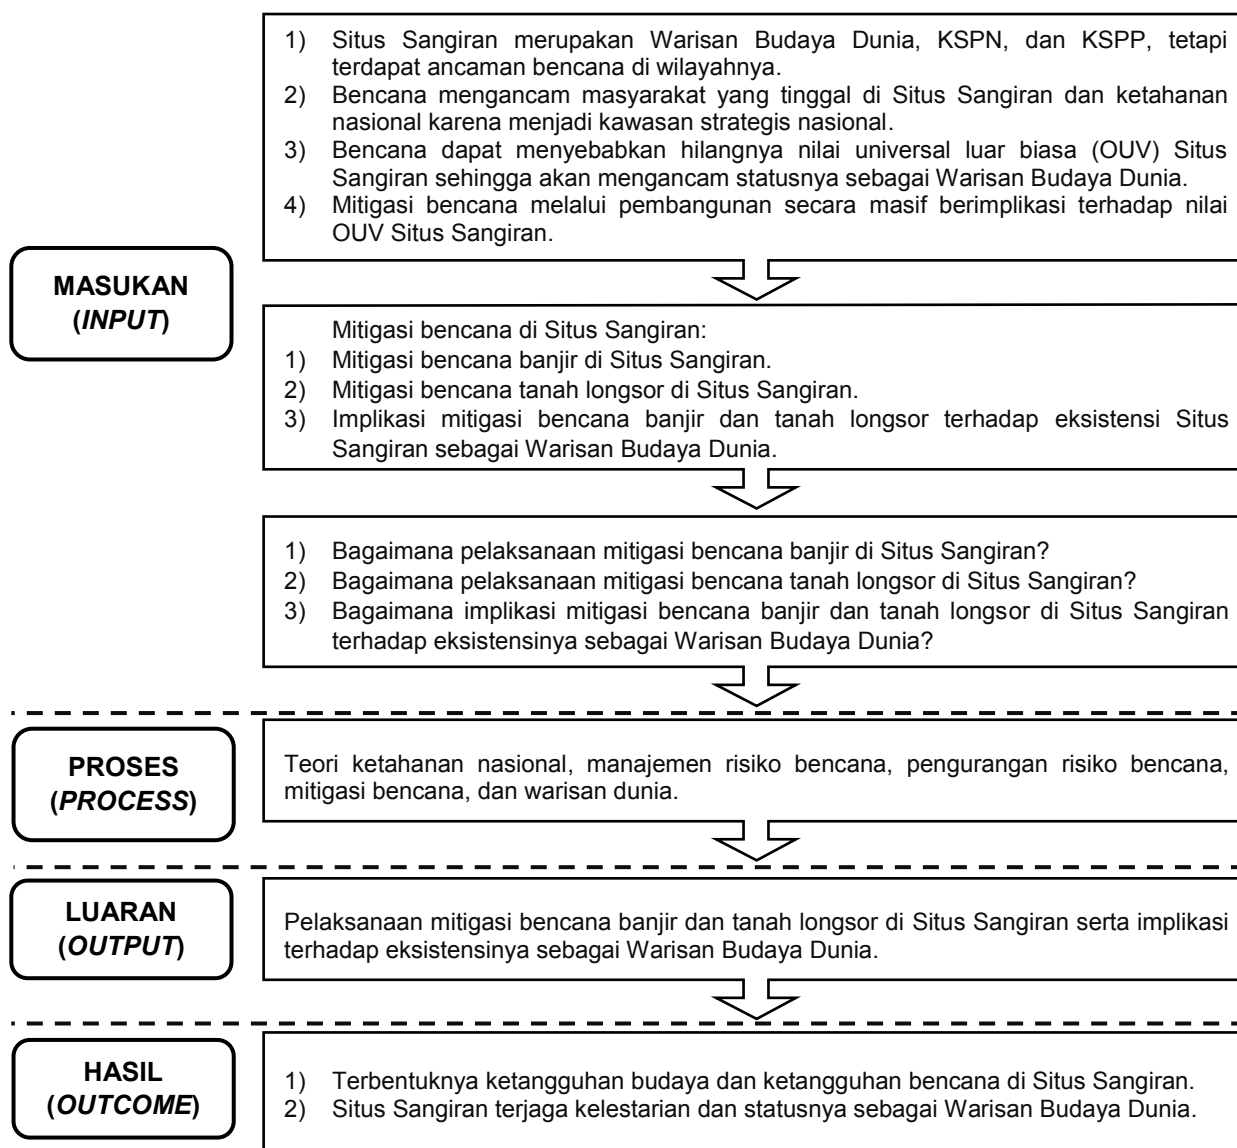 1) Situs Sangiran merupakan Warisan Budaya Dunia, KSPN, dan KSPP, tetapi
terdapat ancaman bencana di wilayahnya.
2) Bencana mengancam masyarakat yang tinggal di Situs Sangiran dan ketahanan
nasional karena menjadi kawasan strategis nasional.
3) Bencana dapat menyebabkan hilangnya nilai universal luar biasa (OUV) Situs
Sangiran sehingga akan mengancam statusnya sebagai Warisan Budaya Dunia.
4) Mitigasi bencana melalui pembangunan secara masif berimplikasi terhadap nilai
OUV Situs Sangiran.
MASUKAN
(INPUT)
Mitigasi bencana di Situs Sangiran:
1) Mitigasi bencana banjir di Situs Sangiran.
2) Mitigasi bencana tanah longsor di Situs Sangiran.
3) Implikasi mitigasi bencana banjir dan tanah longsor terhadap eksistensi Situs
Sangiran sebagai Warisan Budaya Dunia.
1) Bagaimana pelaksanaan mitigasi bencana banjir di Situs Sangiran?
2) Bagaimana pelaksanaan mitigasi bencana tanah longsor di Situs Sangiran?
3) Bagaimana implikasi mitigasi bencana banjir dan tanah longsor di Situs Sangiran
terhadap eksistensinya sebagai Warisan Budaya Dunia?
PROSES
(PROCESS)
Teori ketahanan nasional, manajemen risiko bencana, pengurangan risiko bencana,
mitigasi bencana, dan warisan dunia.
LUARAN
(OUTPUT)
Pelaksanaan mitigasi bencana banjir dan tanah longsor di Situs Sangiran serta implikasi
terhadap eksistensinya sebagai Warisan Budaya Dunia.
HASIL
(OUTCOME)
1) Terbentuknya ketangguhan budaya dan ketangguhan bencana di Situs Sangiran.
2) Situs Sangiran terjaga kelestarian dan statusnya sebagai Warisan Budaya Dunia.